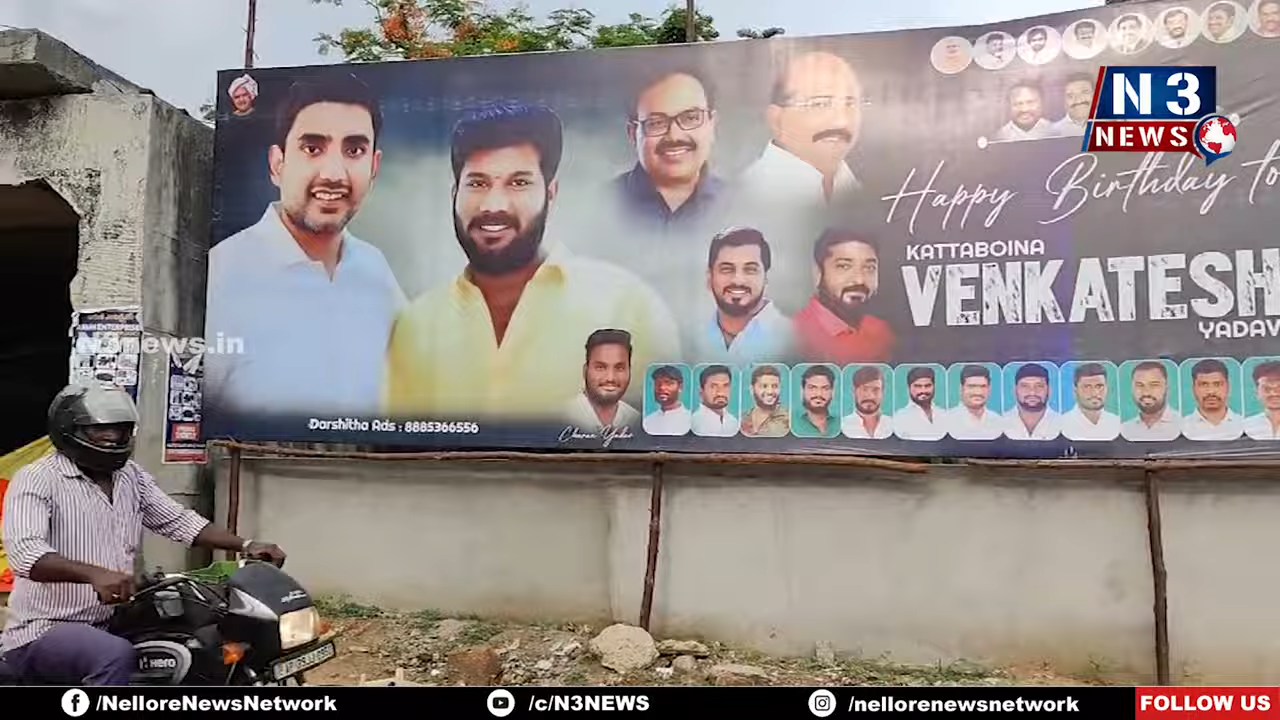 N3
NEWS
Happy Birthday to
KATTABOINA
VENKATESH
YADAV
N3news.in
Darshitha Ads : 8885366556
Charan Yadav
HERO
/NelloreNewsNetwork
/c/N3NEWS
/nellorenewsnetwork
FOLLOW US